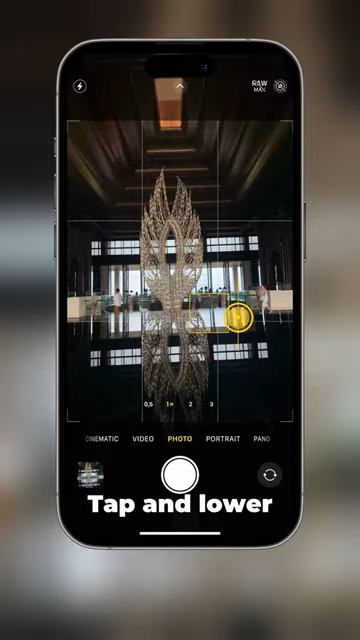 RAW
MAX
0,5 1× 2 3
CINEMATIC VIDEO PHOTO PORTRAIT PANO
Tap and lower